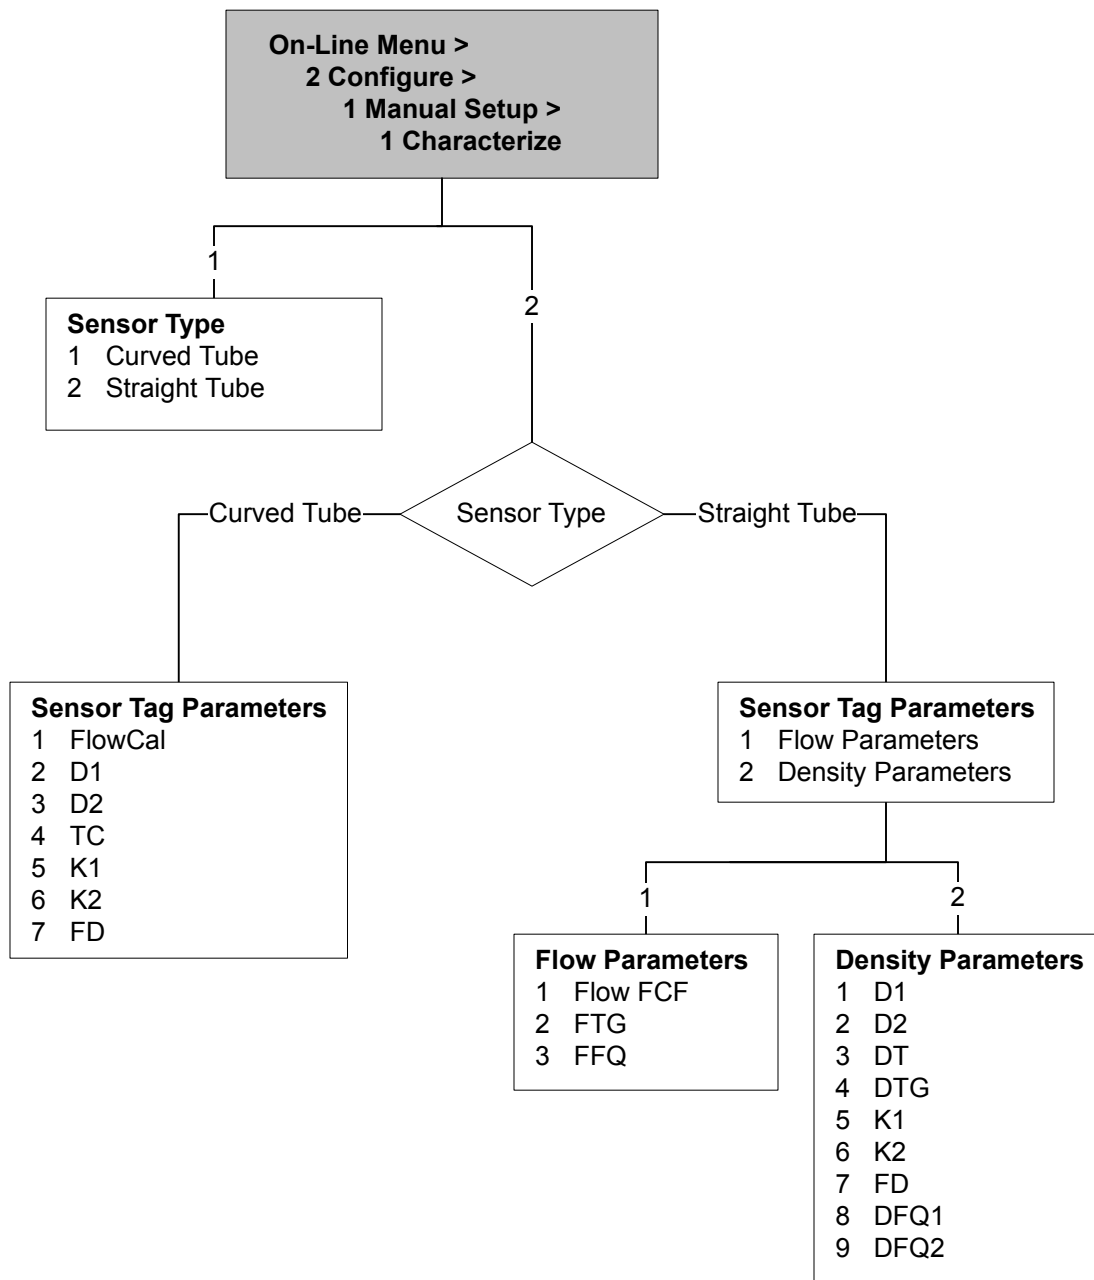 On-Line Menu >
2 Configure >
1 Manual Setup >
1 Characterize
1
2
Sensor Type
1 Curved Tube
2 Straight Tube
Curved Tube
Sensor Type
Straight Tube
Sensor Tag Parameters
1 FlowCal
2 D1
3 D2
4 TC
5 K1
6 K2
7 FD
Sensor Tag Parameters
1 Flow Parameters
2 Density Parameters
1
2
Flow Parameters
1 Flow FCF
2 FTG
3 FFQ
Density Parameters
1 D1
2 D2
3 DT
4 DTG
5 K1
6 K2
7 FD
8 DFQ1
9 DFQ2